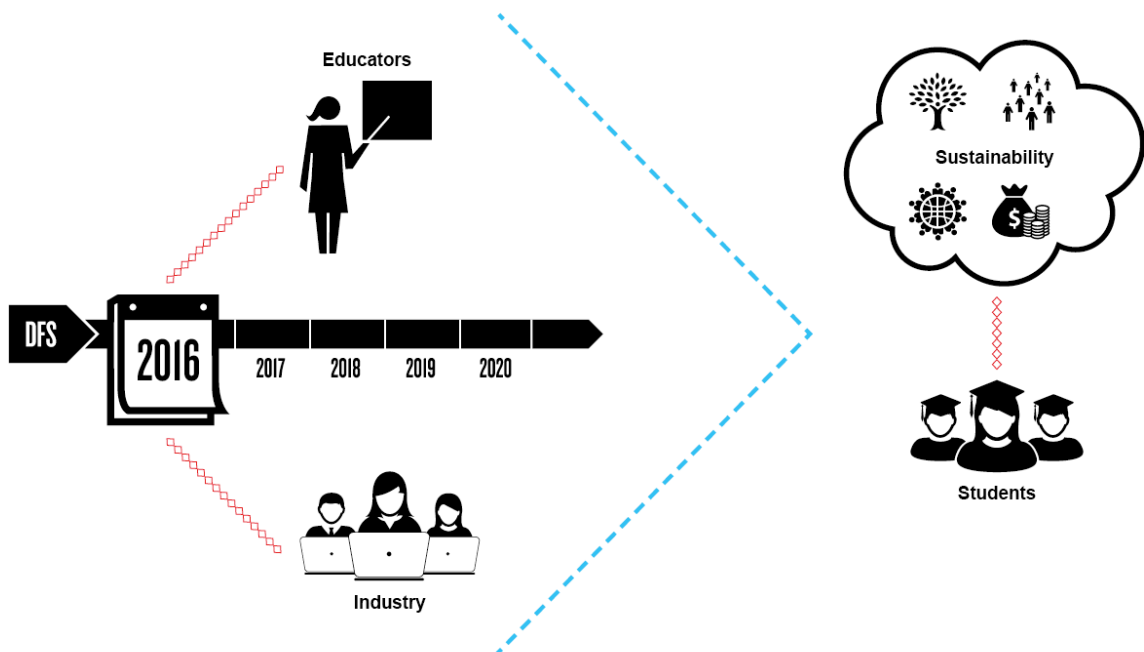 Educators
Sustainability
$
DFS
2016
2017
2018
2019
2020
Students
Industry